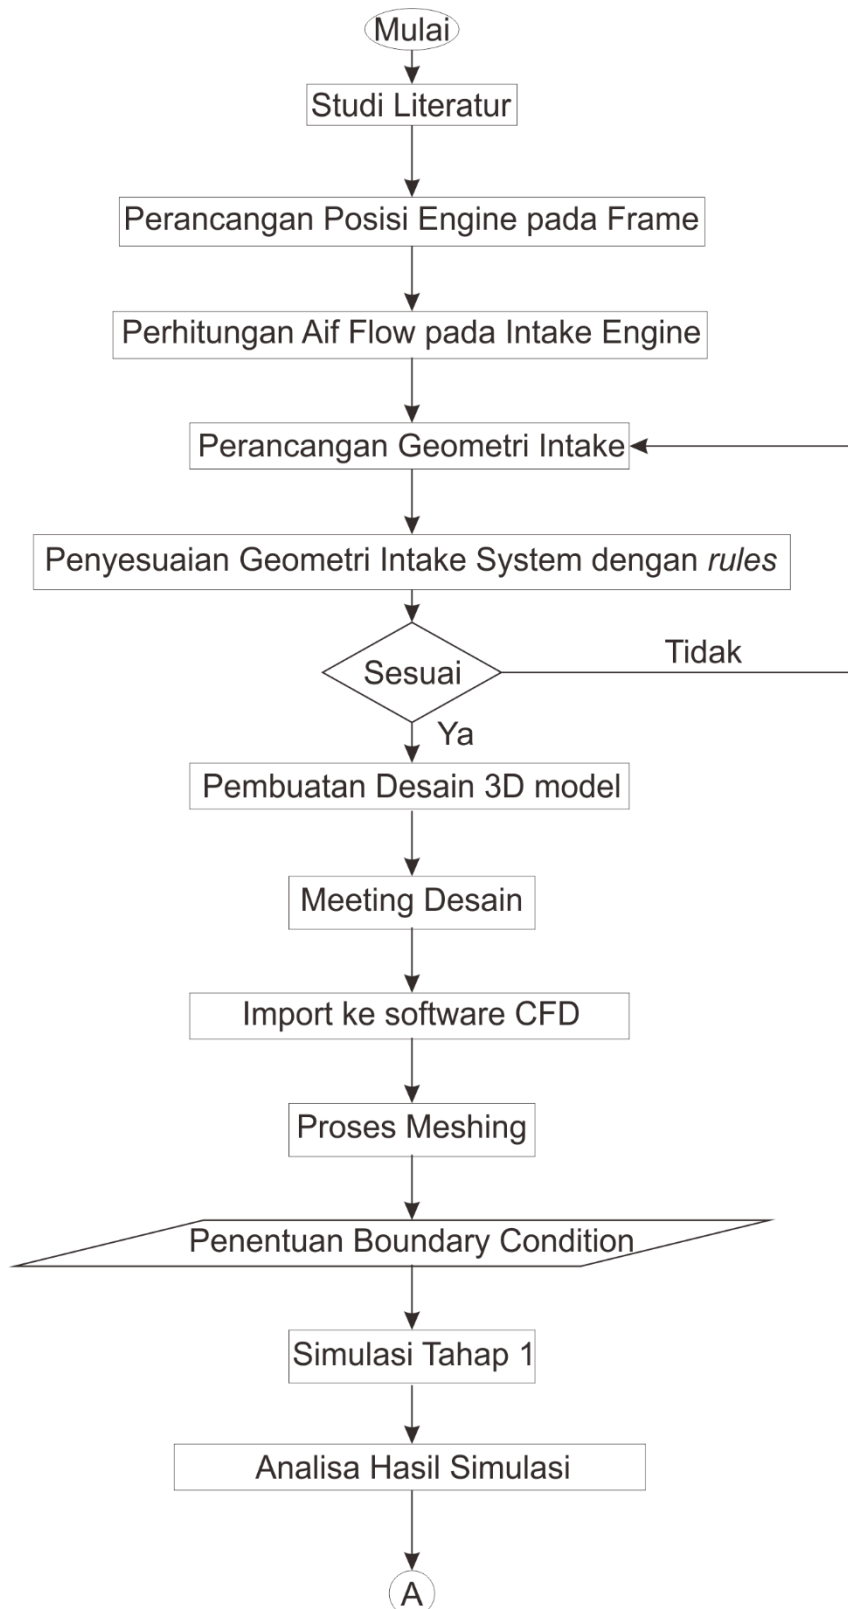 Mulai
Studi Literatur
Perancangan Posisi Engine pada Frame
Perhitungan Aif Flow pada Intake Engine
Perancangan Geometri Intake
Penyesuaian Geometri Intake System dengan rules
Sesuai
Tidak
Ya
Pembuatan Desain 3D model
Meeting Desain
Import ke software CFD
Proses Meshing
Penentuan Boundary Condition
Simulasi Tahap 1
Analisa Hasil Simulasi
A